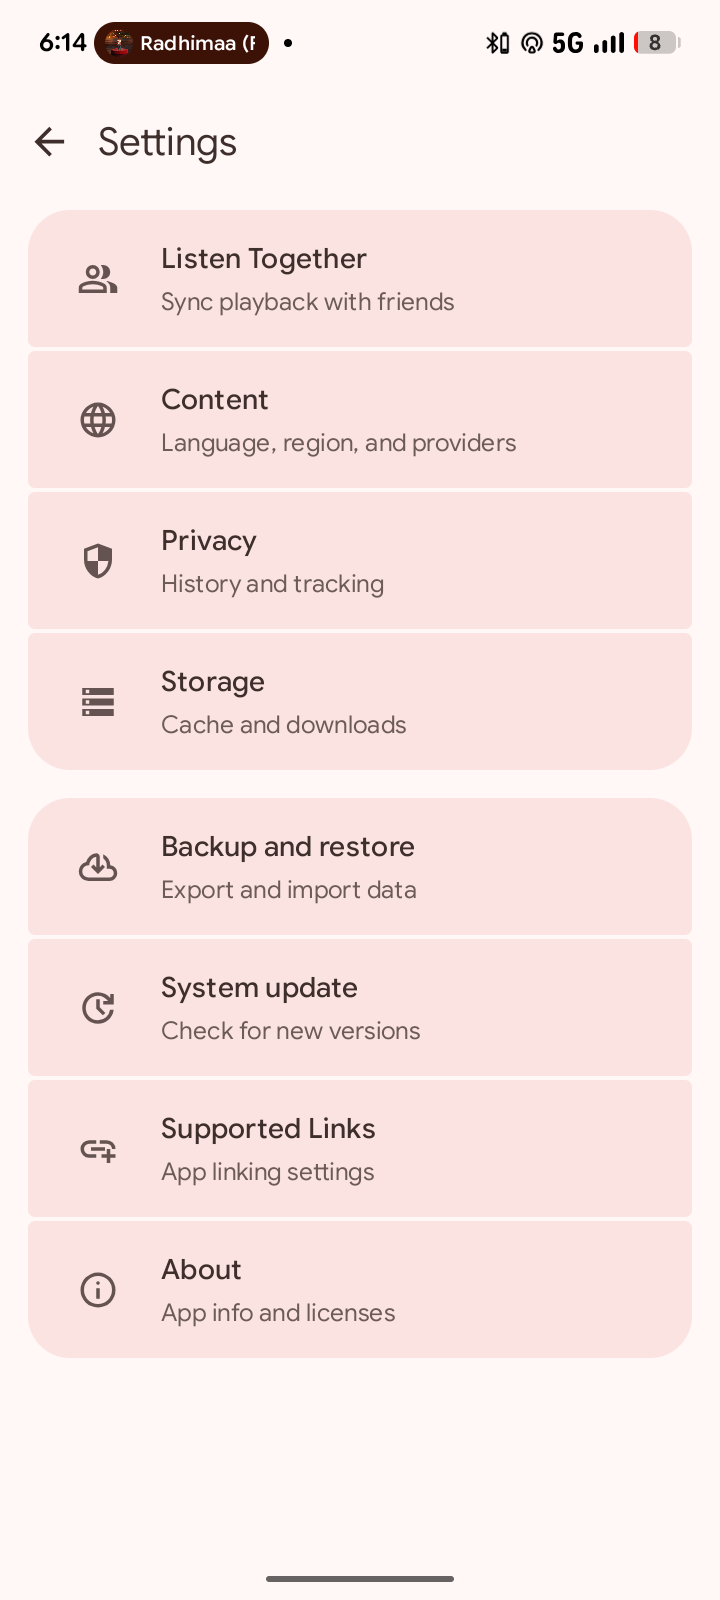 6:14 Radhimaa ( 5G 8
Settings
Listen Together
Sync playback with friends
Content
Language, region, and providers
Privacy
History and tracking
Storage
Cache and downloads
Backup and restore
Export and import data
System update
Check for new versions
Supported Links
App linking settings
About
App info and licenses